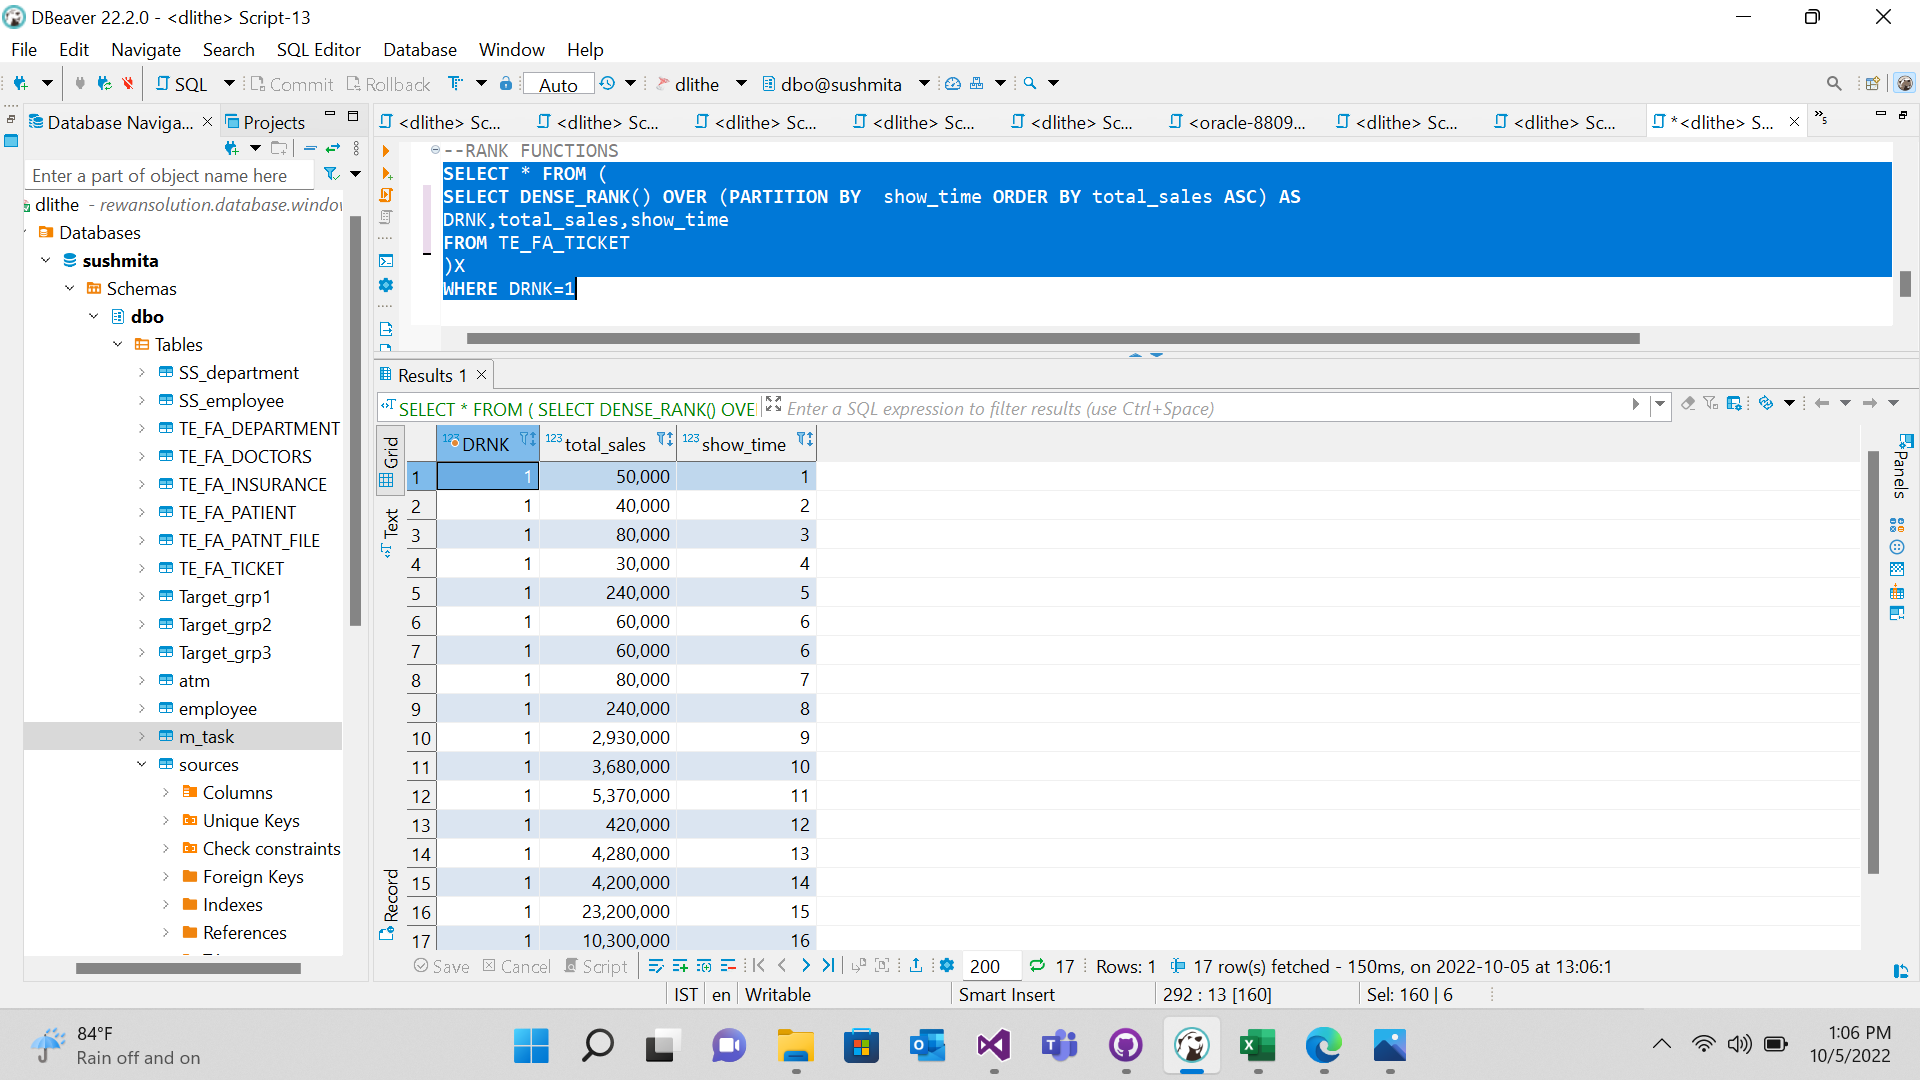 DBeaver 22.2.0 - <dlithe> Script-13
File Edit Navigate Search SQL Editor Database Window Help
SQL Commit Rollback Auto dlithe dbo@sushmita
Database Naviga... Projects
<dlithe> Sc... <dlithe> Sc... <dlithe> Sc... <dlithe> Sc... <dlithe> Sc... <oracle-8809... <dlithe> Sc... <dlithe> Sc... *<dlithe> S... 5
Enter a part of object name here
dlithe - rewansolution.database.window
Databases
sushmita
Schemas
dbo
Tables
SS_department
SS_employee
TE_FA_DEPARTMENT
TE_FA_DOCTORS
TE_FA_INSURANCE
TE_FA_PATIENT
TE_FA_PATNT_FILE
TE_FA_TICKET
Target_grp1
Target_grp2
Target_grp3
atm
employee
m_task
sources
Columns
Unique Keys
Check constraints
Foreign Keys
Indexes
References
--RANK FUNCTIONS
SELECT * FROM (
SELECT DENSE_RANK() OVER (PARTITION BY  show_time ORDER BY total_sales ASC) AS
DRNK,total_sales,show_time
FROM TE_FA_TICKET
)X
WHERE DRNK=1
Results 1
SELECT * FROM ( SELECT DENSE_RANK() OVE Enter a SQL expression to filter results (use Ctrl+Space)
Grid
Text
Record
Panels
123 DRNK 123 total_sales 123 show_time
1 1 50,000 1
2 1 40,000 2
3 1 80,000 3
4 1 30,000 4
5 1 240,000 5
6 1 60,000 6
7 1 60,000 6
8 1 80,000 7
9 1 240,000 8
10 1 2,930,000 9
11 1 3,680,000 10
12 1 5,370,000 11
13 1 420,000 12
14 1 4,280,000 13
15 1 4,200,000 14
16 1 23,200,000 15
17 1 10,300,000 16
Save Cancel Script 200 17 Rows: 1 17 row(s) fetched - 150ms, on 2022-10-05 at 13:06:1
IST en Writable Smart Insert 292 : 13 [160] Sel: 160 | 6
84°F
Rain off and on
1:06 PM
10/5/2022